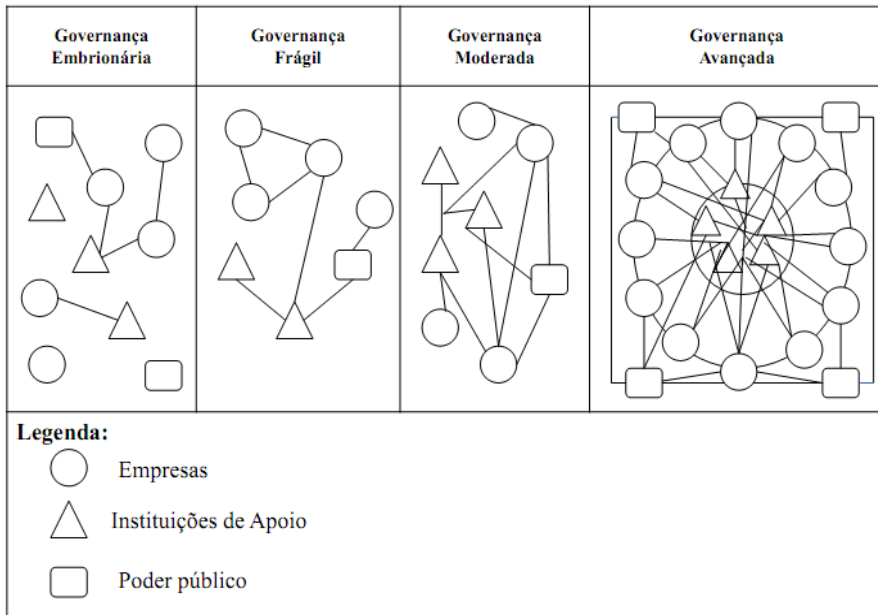 Governança
Embrionária
Governança
Frágil
Governança
Moderada
Governança
Avançada
Legenda:
Empresas
Instituições de Apoio
Poder público